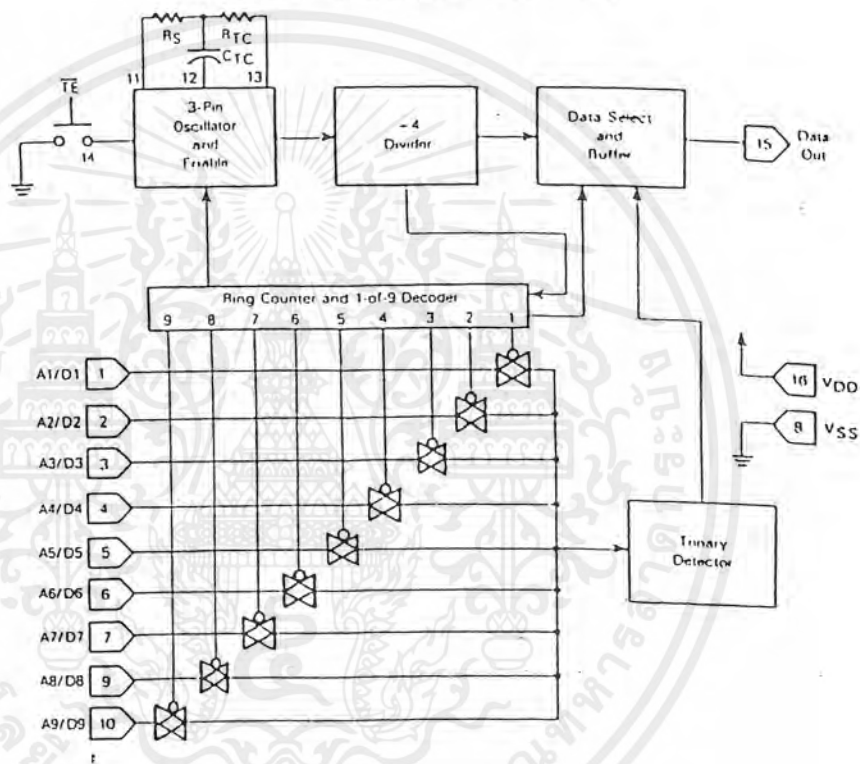 RS RTC
CTC
11 12 13
TE
14
3-Pin
Oscillator
and
Enable
÷4
Divider
Data Select
and
Buffer
15
Data
Out
Ring Counter and 1-of-9 Decoder
9 8 7 6 5 4 3 2 1
A1/D1 1
A2/D2 2
A3/D3 3
A4/D4 4
A5/D5 5
A6/D6 6
A7/D7 7
A8/D8 9
A9/D9 10
16 VDD
8 VSS
Trinary
Detector